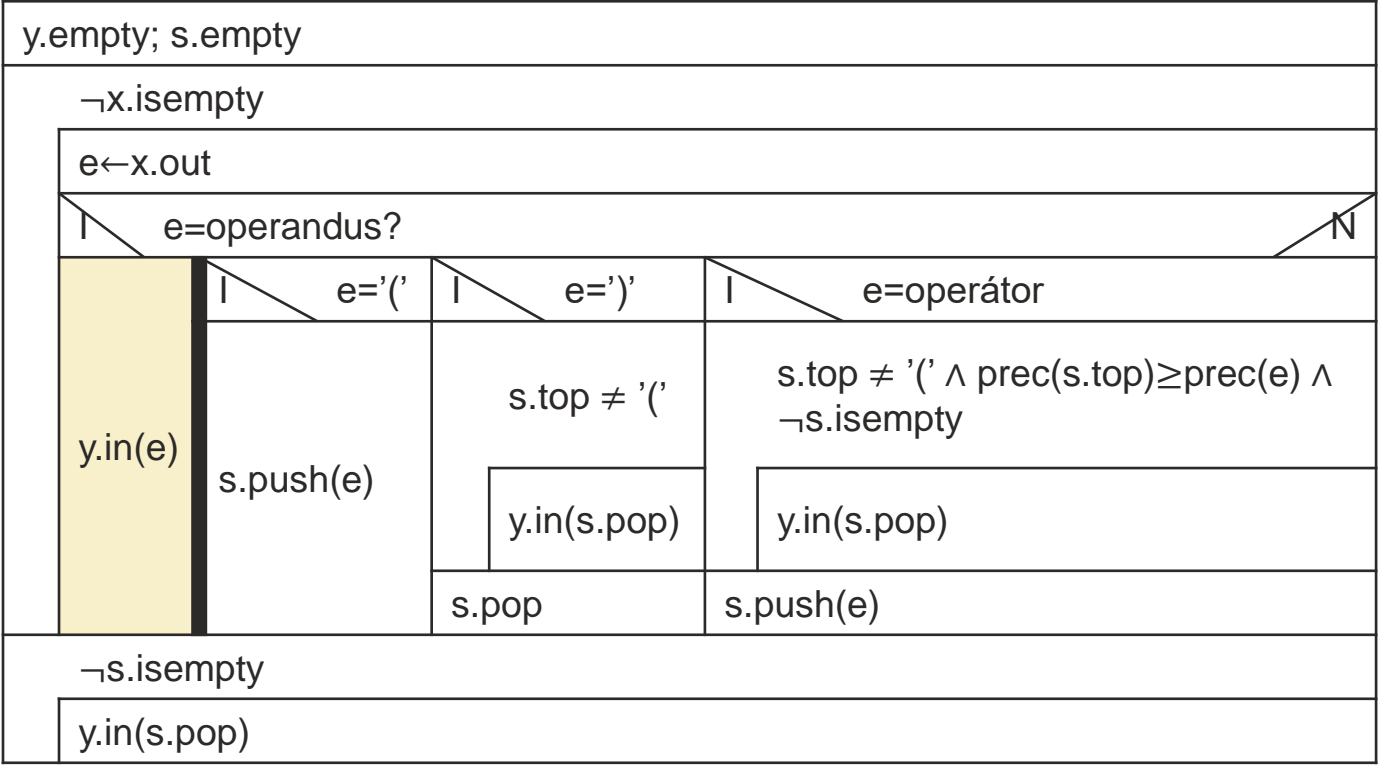 y.empty; s.empty
¬x.isempty
e←x.out
I e=operandus? N
I e=’(‘ I e=’)’ I e=operátor
y.in(e)
s.push(e)
s.top ≠ ’(‘
y.in(s.pop)
s.pop
s.top ≠ ’(‘ ∧ prec(s.top)≥prec(e) ∧
¬s.isempty
y.in(s.pop)
s.push(e)
¬s.isempty
y.in(s.pop)